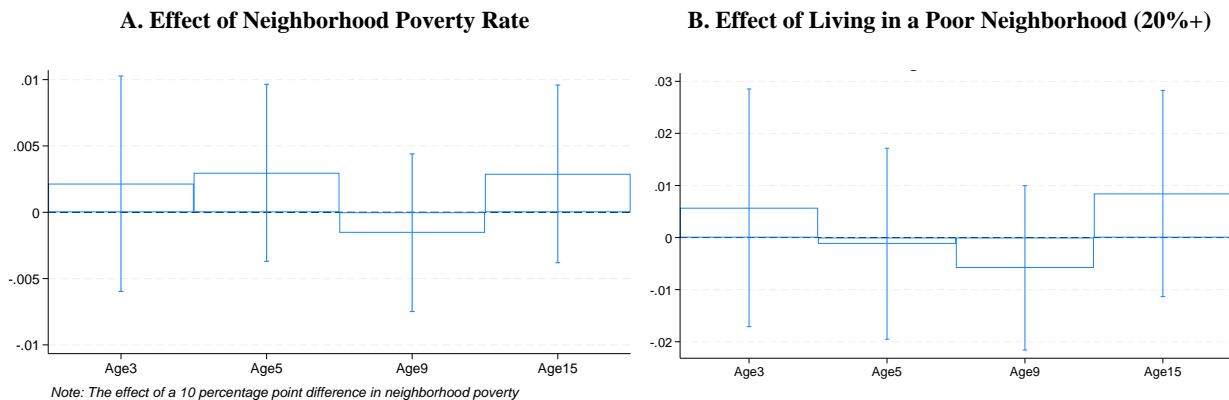 A. Effect of Neighborhood Poverty Rate
.01
.005
0
-.005
-.01
Age3 Age5 Age9 Age15
Note: The effect of a 10 percentage point difference in neighborhood poverty
B. Effect of Living in a Poor Neighborhood (20%+)
.03
.02
.01
0
-.01
-.02
Age3 Age5 Age9 Age15